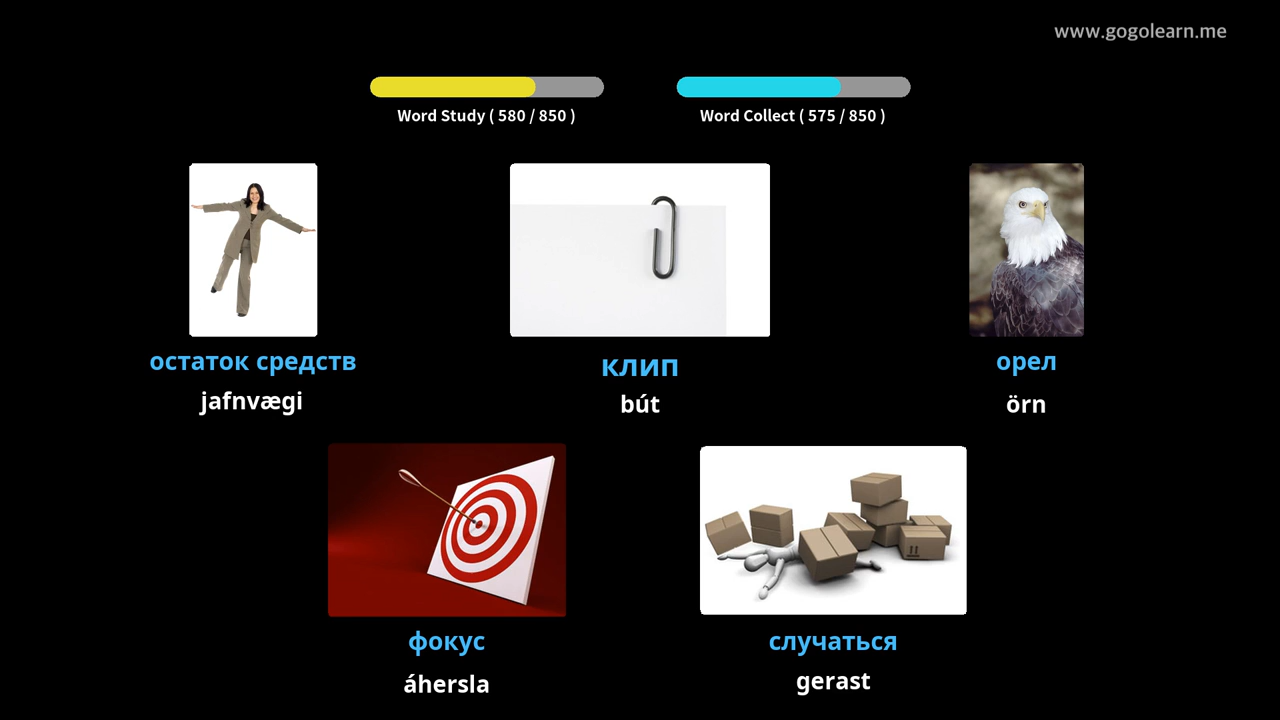 www.gogolearn.me
Word Study ( 580 / 850 )
Word Collect ( 575 / 850 )
остаток средств
jafnvægi
клип
bút
орел
örn
фокус
áhersla
случаться
gerast